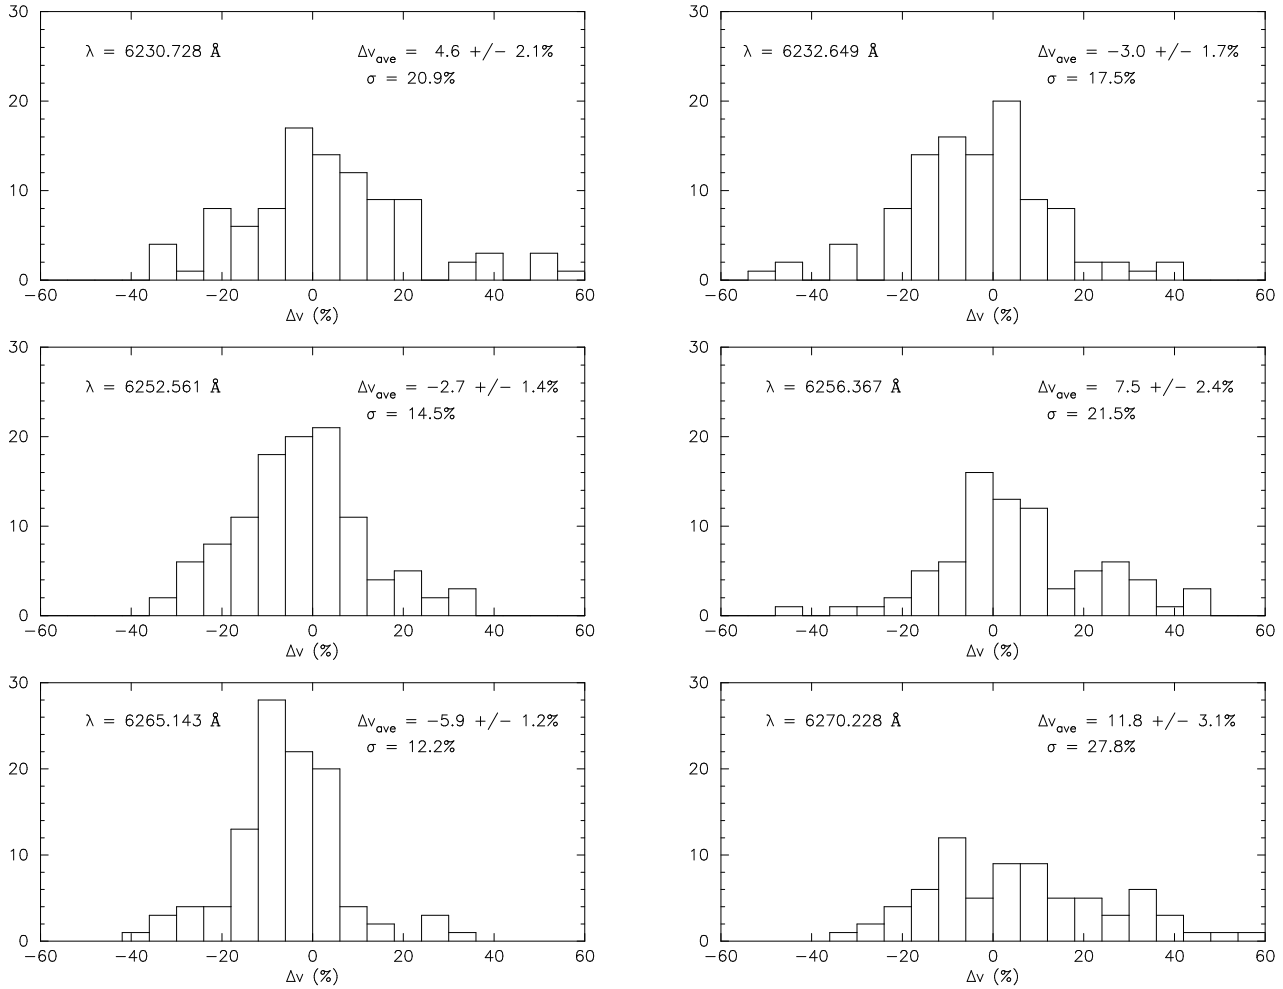 30
20
10
0
λ = 6230.728 Å
Δv_ave = 4.6 +/− 2.1%
σ = 20.9%
−60 −40 −20 0 20 40 60
Δv (%)
30
20
10
0
λ = 6232.649 Å
Δv_ave = −3.0 +/− 1.7%
σ = 17.5%
−60 −40 −20 0 20 40 60
Δv (%)
30
20
10
0
λ = 6252.561 Å
Δv_ave = −2.7 +/− 1.4%
σ = 14.5%
−60 −40 −20 0 20 40 60
Δv (%)
30
20
10
0
λ = 6256.367 Å
Δv_ave = 7.5 +/− 2.4%
σ = 21.5%
−60 −40 −20 0 20 40 60
Δv (%)
30
20
10
0
λ = 6265.143 Å
Δv_ave = −5.9 +/− 1.2%
σ = 12.2%
−60 −40 −20 0 20 40 60
Δv (%)
30
20
10
0
λ = 6270.228 Å
Δv_ave = 11.8 +/− 3.1%
σ = 27.8%
−60 −40 −20 0 20 40 60
Δv (%)